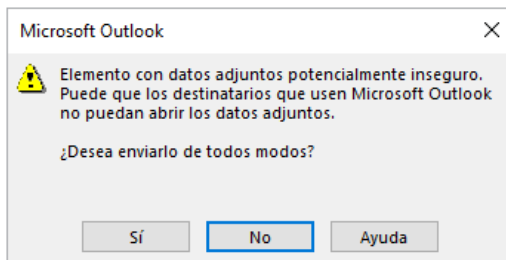 Microsoft Outlook
Elemento con datos adjuntos potencialmente inseguro.
Puede que los destinatarios que usen Microsoft Outlook
no puedan abrir los datos adjuntos.
¿Desea enviarlo de todos modos?
Sí No Ayuda